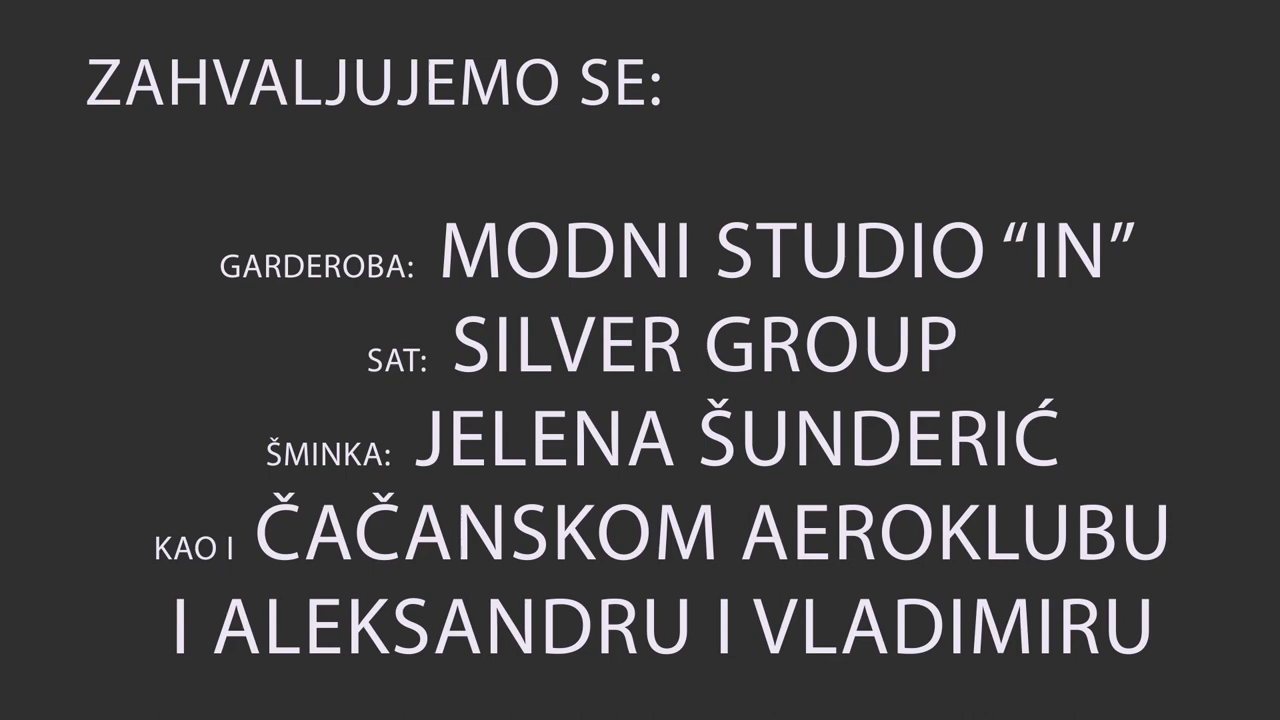 ZAHVALJUJEMO SE:
GARDEROBA: MODNI STUDIO “IN”
SAT: SILVER GROUP
ŠMINKA: JELENA ŠUNDERIĆ
KAO I ČAČANSKOM AEROKLUBU
I ALEKSANDRU I VLADIMIRU